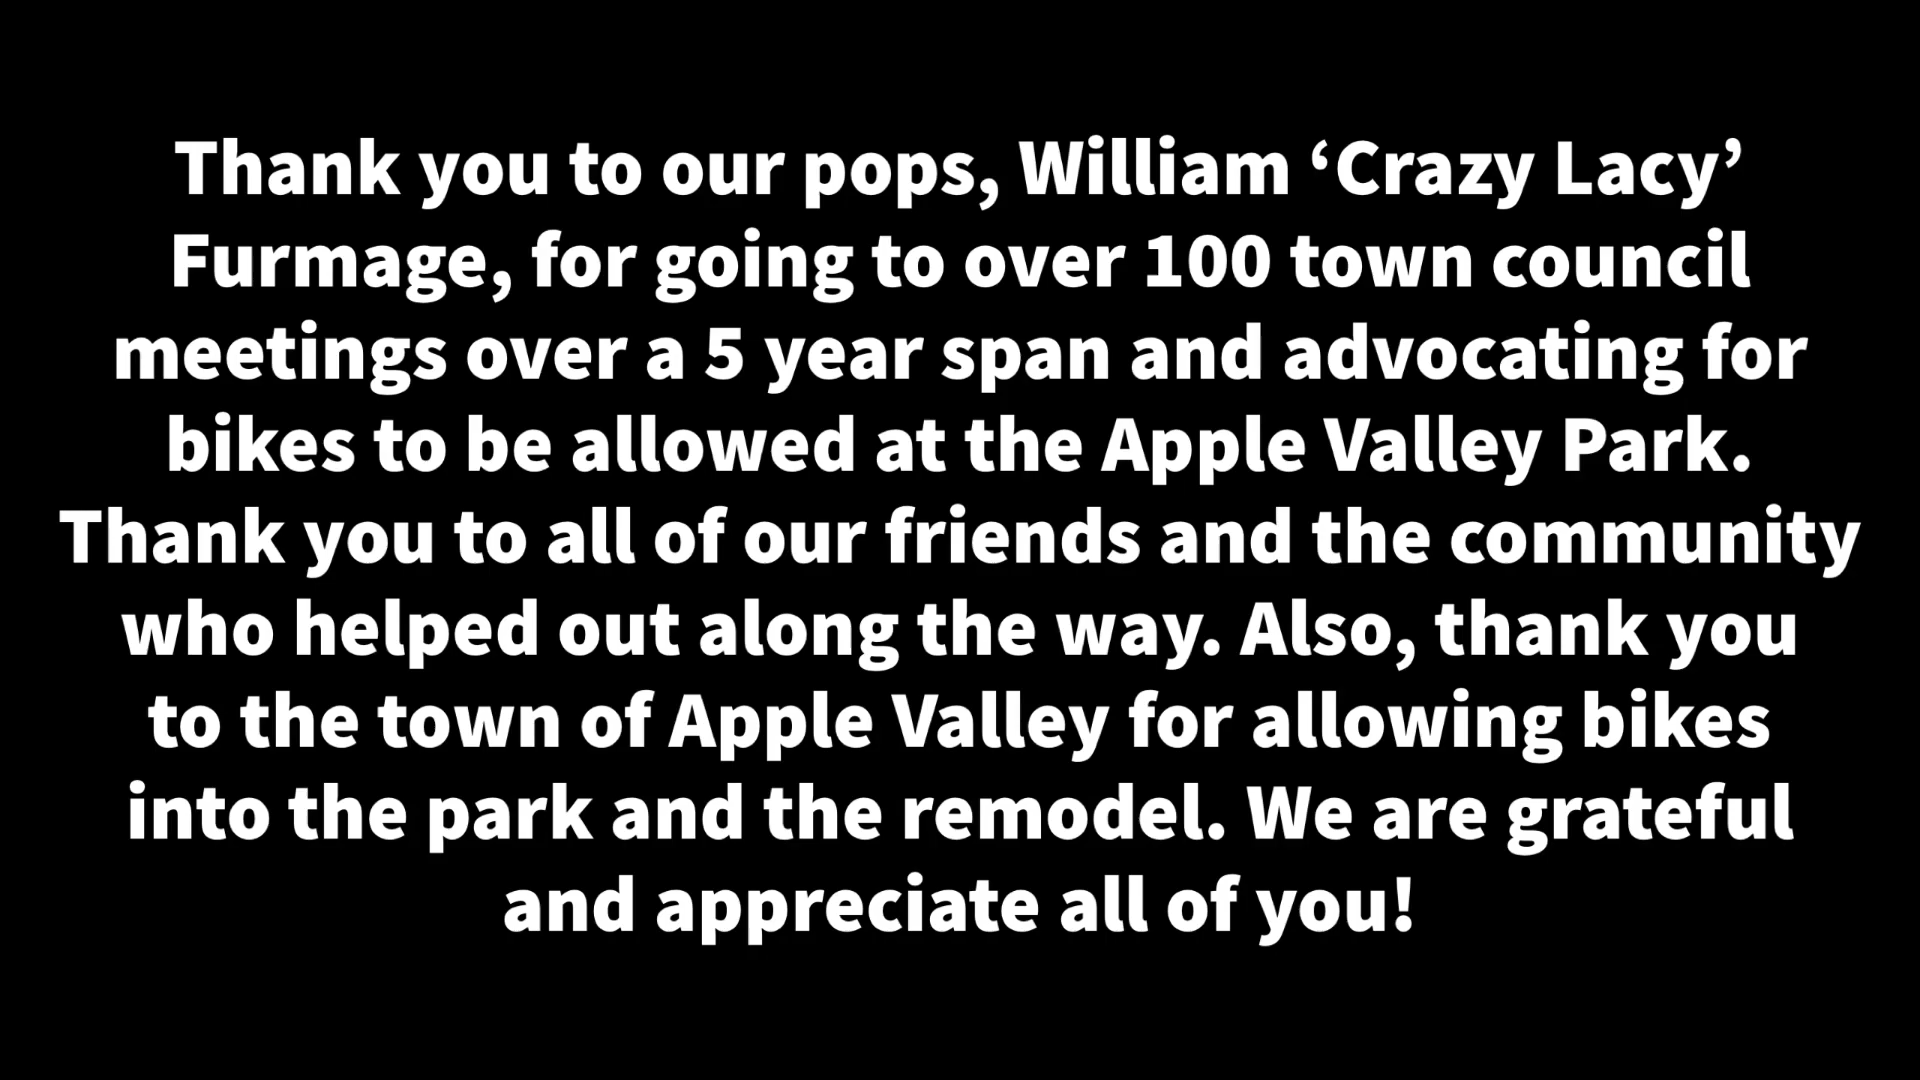 Thank you to our pops, William ‘Crazy Lacy’
Furmage, for going to over 100 town council
meetings over a 5 year span and advocating for
bikes to be allowed at the Apple Valley Park.
Thank you to all of our friends and the community
who helped out along the way. Also, thank you
to the town of Apple Valley for allowing bikes
into the park and the remodel. We are grateful
and appreciate all of you!